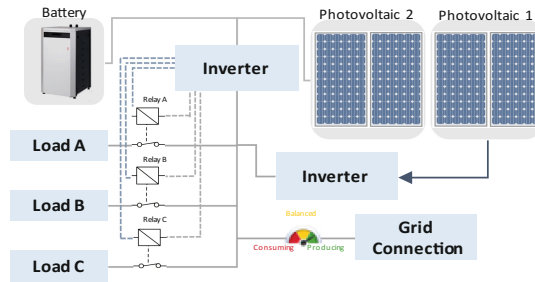 Battery
Photovoltaic 2
Photovoltaic 1
Inverter
Relay A
Load A
Relay B
Inverter
Load B
Relay C
Balanced
Consuming
Producing
Grid
Connection
Load C